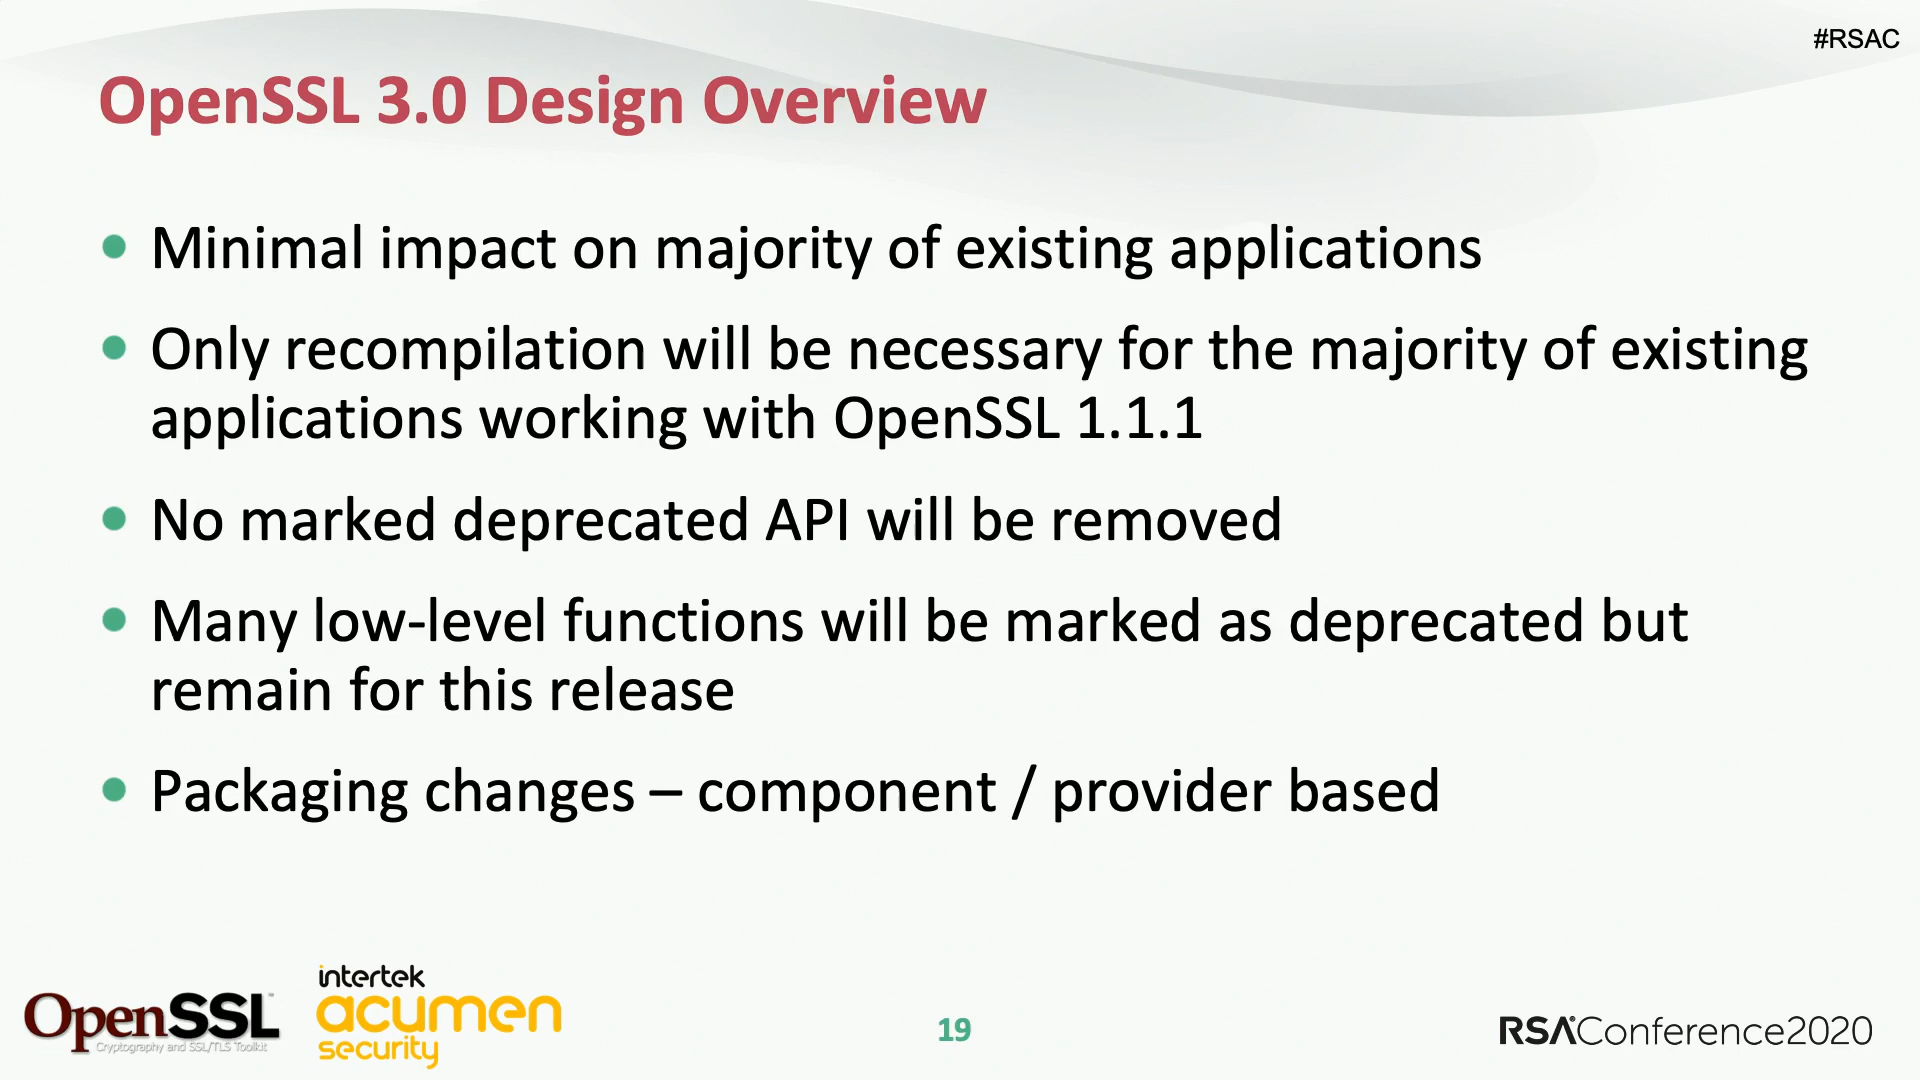 #RSAC
OpenSSL 3.0 Design Overview
• Minimal impact on majority of existing applications
• Only recompilation will be necessary for the majority of existing
applications working with OpenSSL 1.1.1
• No marked deprecated API will be removed
• Many low-level functions will be marked as deprecated but
remain for this release
• Packaging changes – component / provider based
OpenSSL™
Cryptography and SSL/TLS Toolkit
intertek
acumen
security
19
RSA®Conference2020